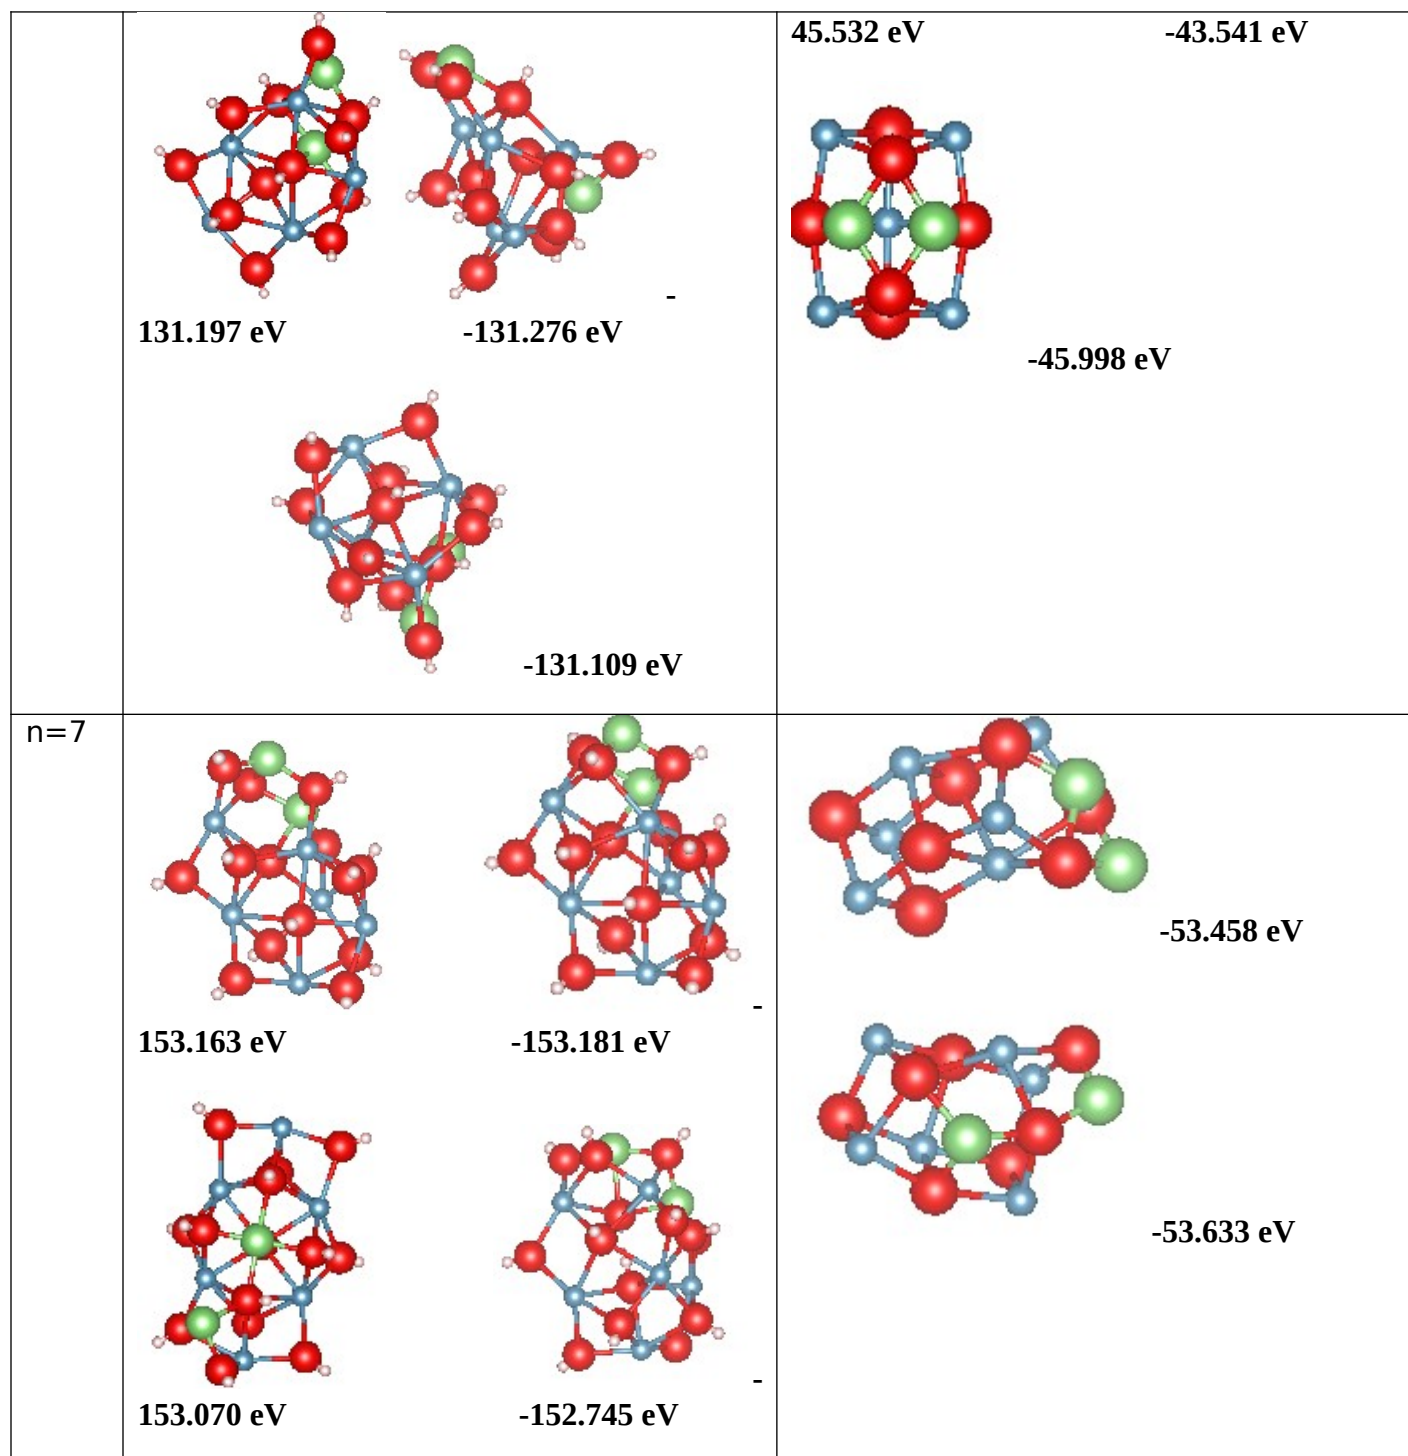 45.532 eV -43.541 eV
-
131.197 eV -131.276 eV
-45.998 eV
-131.109 eV
n=7
-53.458 eV
-
153.163 eV -153.181 eV
-53.633 eV
-
153.070 eV -152.745 eV